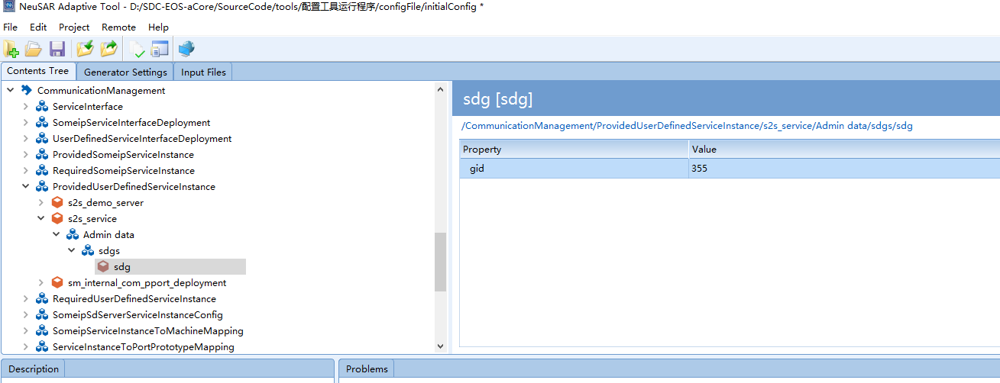 NeuSAR Adaptive Tool - D:/SDC-EOS-aCore/SourceCode/tools/配置工具运行程序/configFile/initialConfig *
File Edit Project Remote Help
Contents Tree Generator Settings Input Files
CommunicationManagement
ServiceInterface
SomeipServiceInterfaceDeployment
UserDefinedServiceInterfaceDeployment
ProvidedSomeipServiceInstance
RequiredSomeipServiceInstance
ProvidedUserDefinedServiceInstance
s2s_demo_server
s2s_service
Admin data
sdgs
sdg
sm_internal_com_pport_deployment
RequiredUserDefinedServiceInstance
SomeipSdServerServiceInstanceConfig
SomeipServiceInstanceToMachineMapping
ServiceInstanceToPortPrototypeMapping
sdg [sdg]
/CommunicationManagement/ProvidedUserDefinedServiceInstance/s2s_service/Admin data/sdgs/sdg
Property Value
gid 355
Description Problems